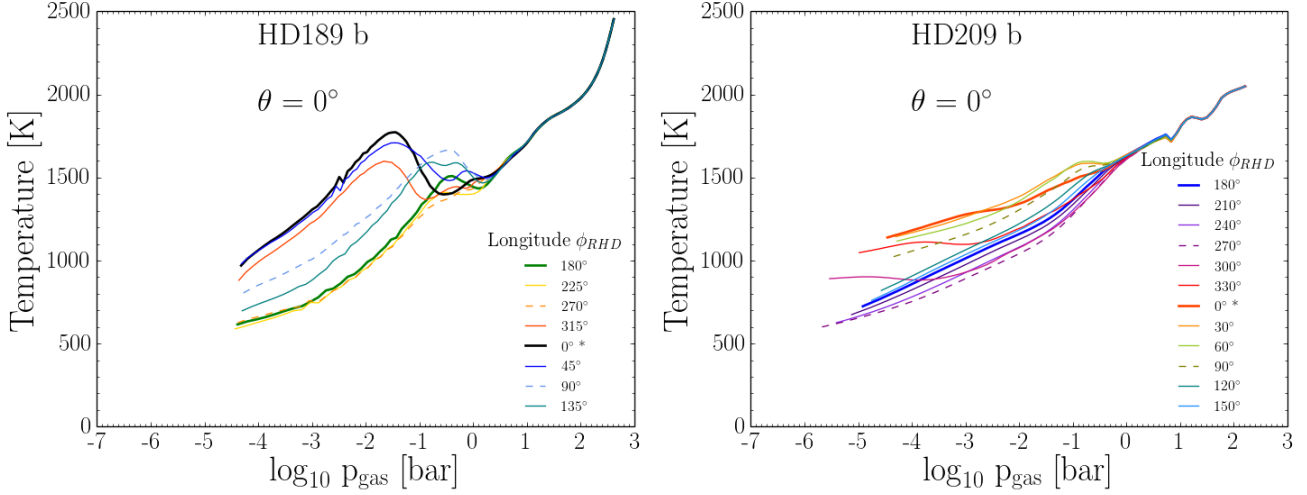 HD189 b
θ = 0°
Temperature [K]
2500
2000
1500
1000
500
0
Longitude ϕRHD
180°
225°
270°
315°
0° *
45°
90°
135°
-7 -6 -5 -4 -3 -2 -1 0 1 2 3
log10 pgas [bar]
HD209 b
θ = 0°
Temperature [K]
2500
2000
1500
1000
500
0
Longitude ϕRHD
180°
210°
240°
270°
300°
330°
0° *
30°
60°
90°
120°
150°
-7 -6 -5 -4 -3 -2 -1 0 1 2 3
log10 pgas [bar]